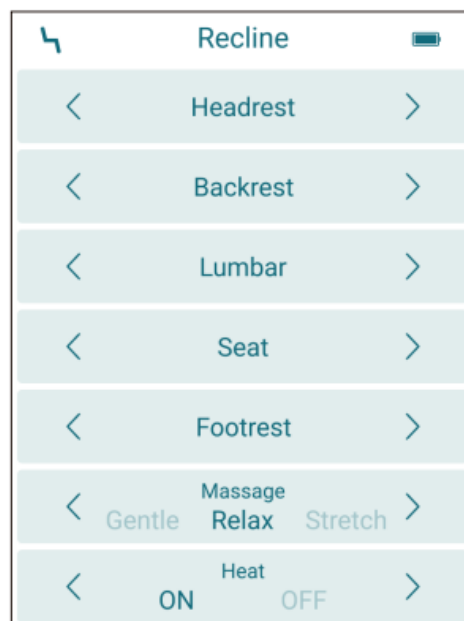 Recline
Headrest
Backrest
Lumbar
Seat
Footrest
Massage
Gentle Relax Stretch
Heat
ON OFF